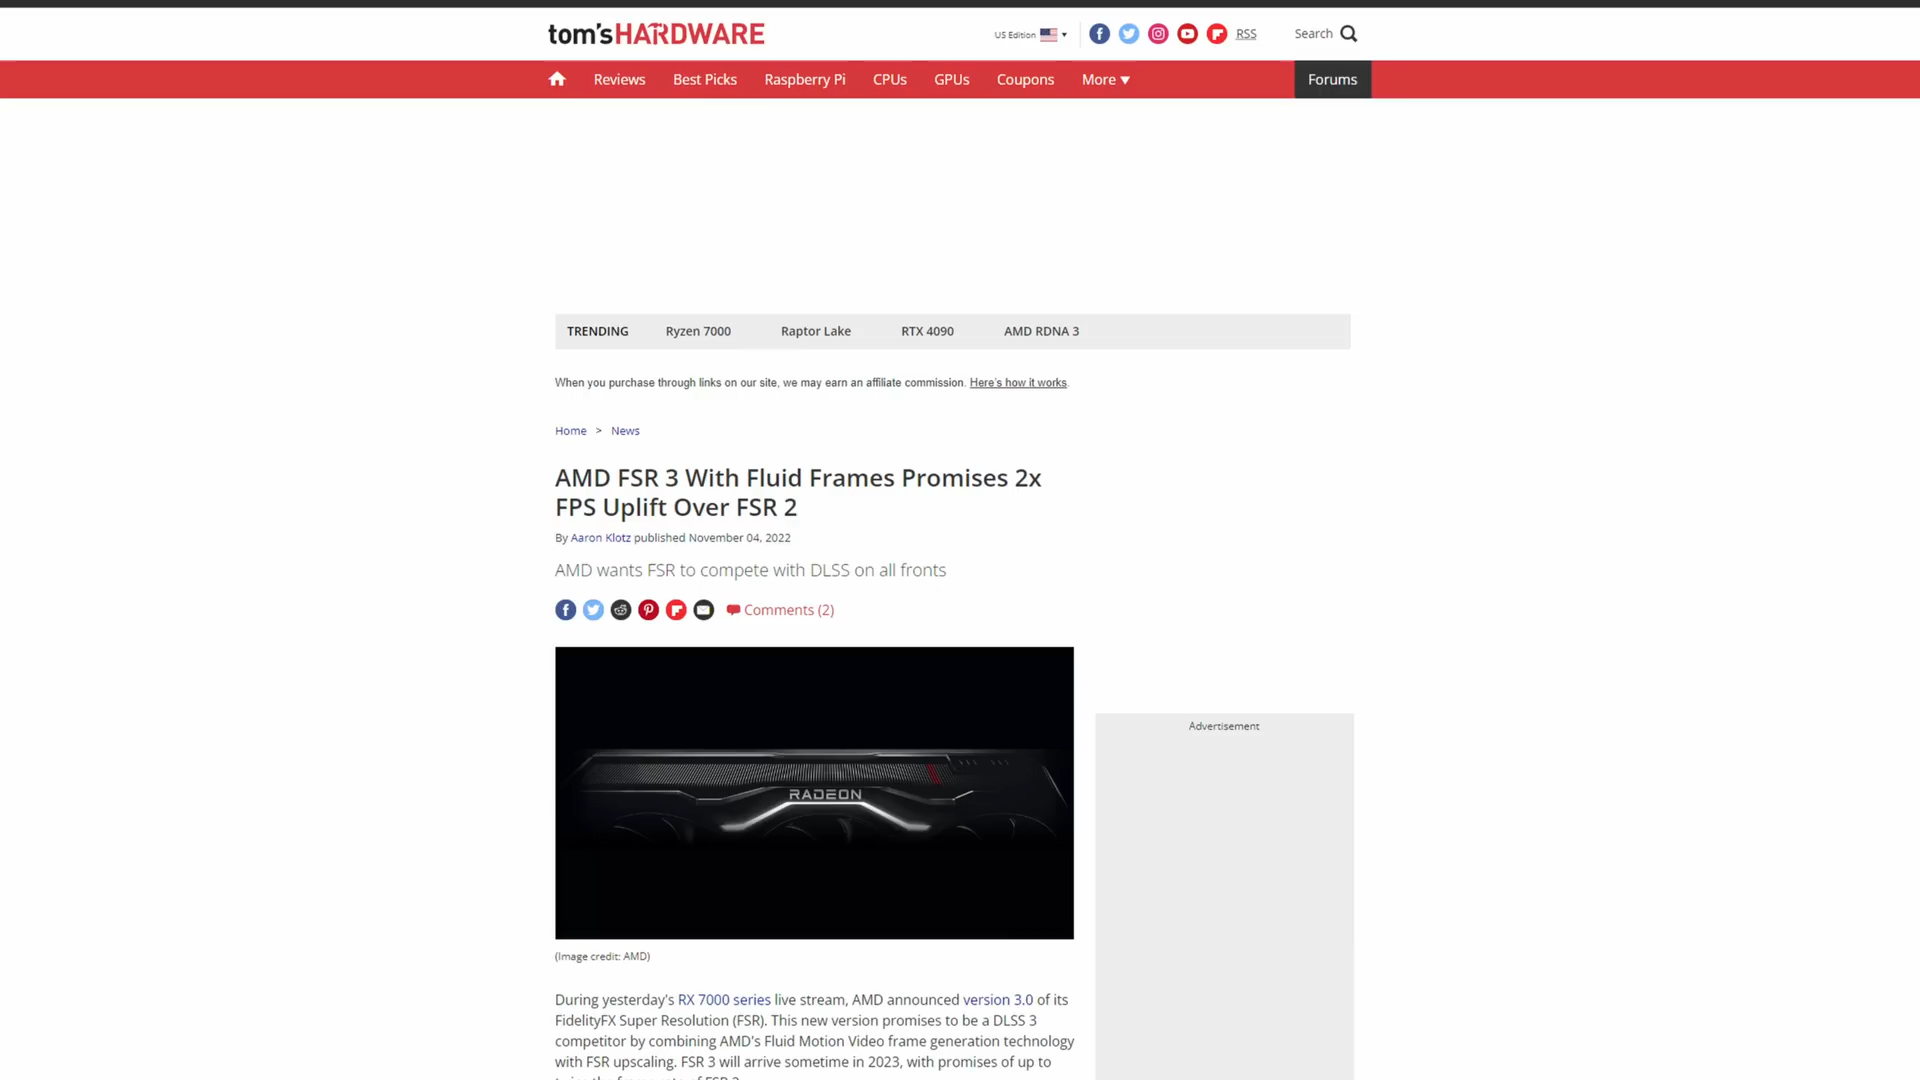 tom'sHARDWARE
US Edition
RSS
Search
Reviews
Best Picks
Raspberry Pi
CPUs
GPUs
Coupons
More
Forums
TRENDING
Ryzen 7000
Raptor Lake
RTX 4090
AMD RDNA 3
When you purchase through links on our site, we may earn an affiliate commission. Here's how it works.
Home > News
AMD FSR 3 With Fluid Frames Promises 2x
FPS Uplift Over FSR 2
By Aaron Klotz published November 04, 2022
AMD wants FSR to compete with DLSS on all fronts
Comments (2)
RADEON
Advertisement
(Image credit: AMD)
During yesterday's RX 7000 series live stream, AMD announced version 3.0 of its
FidelityFX Super Resolution (FSR). This new version promises to be a DLSS 3
competitor by combining AMD's Fluid Motion Video frame generation technology
with FSR upscaling. FSR 3 will arrive sometime in 2023, with promises of up to